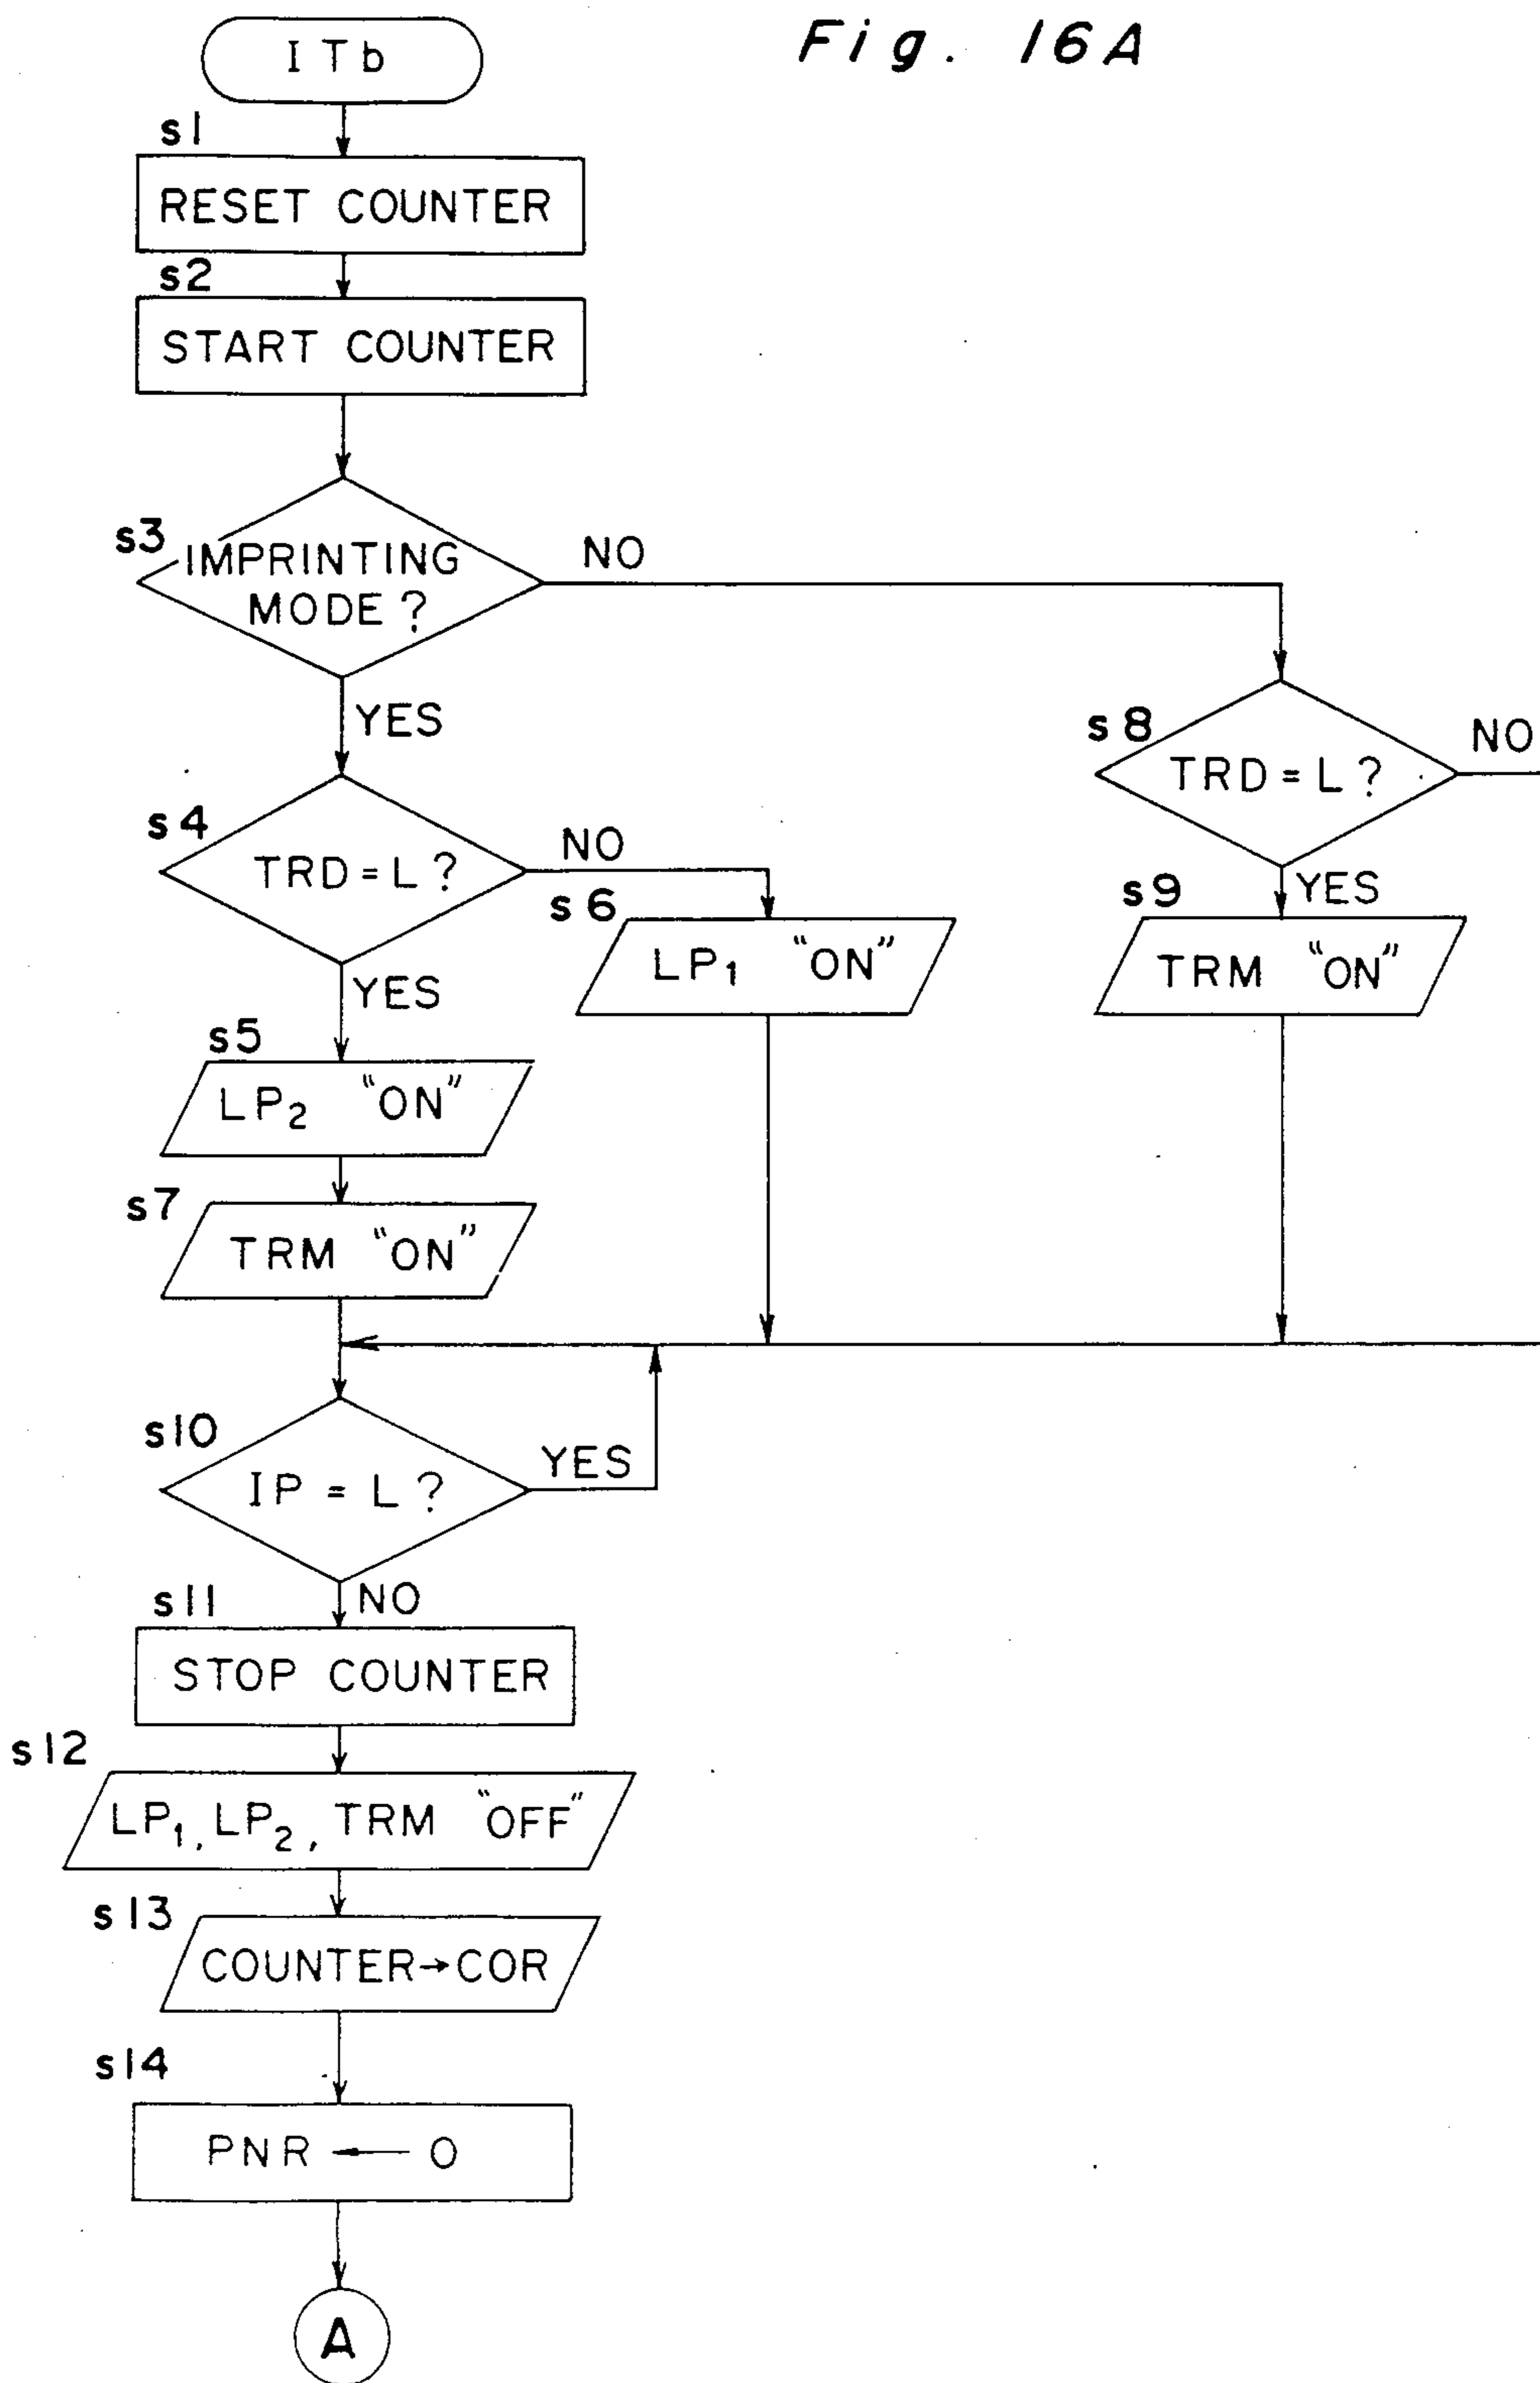 Fig. 16A
ITb
s1
RESET COUNTER
s2
START COUNTER
s3
IMPRINTING
MODE?
NO
YES
s4
TRD = L?
NO
YES
s5
LP₂ "ON"
s6
LP₁ "ON"
s7
TRM "ON"
s8
TRD = L?
NO
YES
s9
TRM "ON"
s10
IP = L?
YES
NO
s11
STOP COUNTER
s12
LP₁, LP₂, TRM "OFF"
s13
COUNTER→COR
s14
PNR ← 0
A